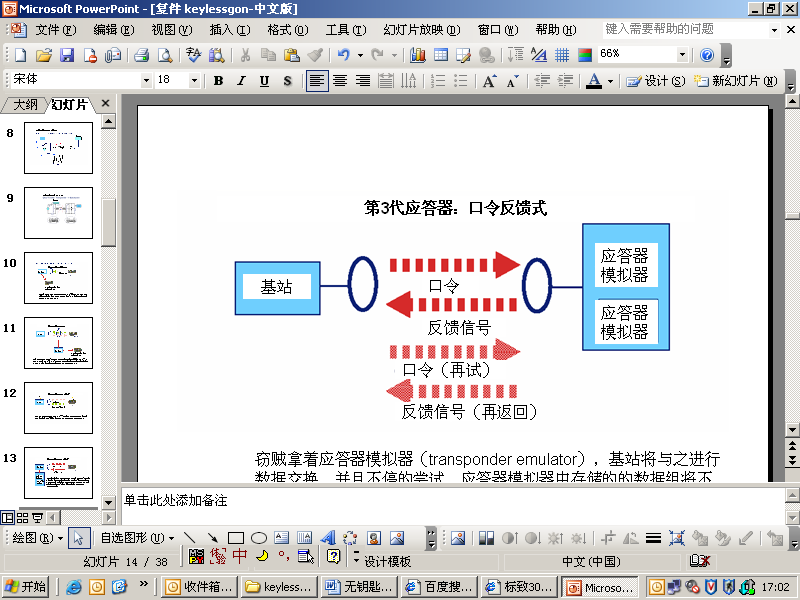 Microsoft PowerPoint - [复件 keylessgon-中文版]
文件(F) 编辑(E) 视图(V) 插入(I) 格式(O) 工具(T) 幻灯片放映(D) 窗口(W) 帮助(H) 键入需要帮助的问题
66%
宋体 18 B I U S A A A 设计(S) 新幻灯片(N)
大纲 幻灯片
8
9
10
11
12
13
第3代应答器：口令反馈式
基站
口令
反馈信号
口令（再试）
反馈信号（再返回）
应答器
模拟器
应答器
模拟器
窃贼拿着应答器模拟器（transponder emulator），基站将与之进行
数据交换，并且不停的尝试，应答器模拟器中存储的的数据组将不
单击此处添加备注
绘图(R) 自选图形(U)
幻灯片 14 / 38 设计模板 中文(中国)
中
开始 收件箱... keyless... 无钥匙... 百度搜... 标致30... Microso... 17:02